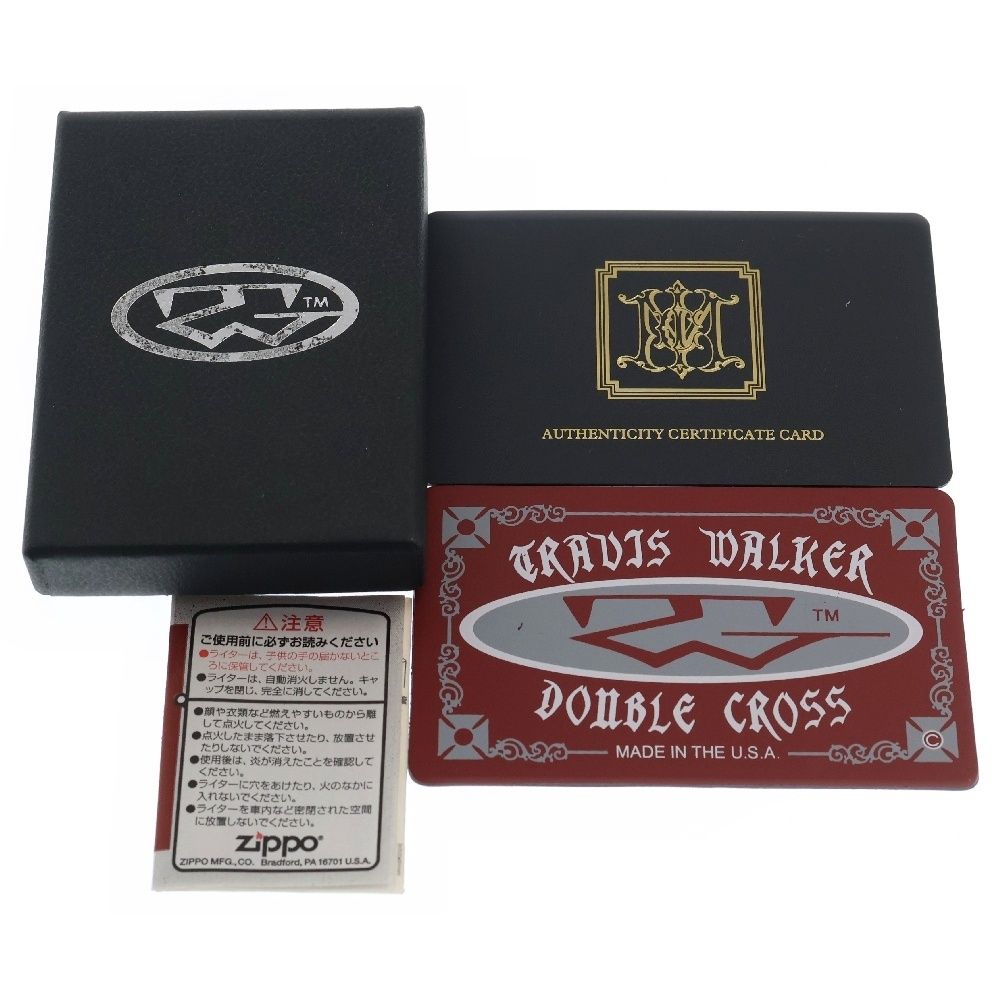 TM
AUTHENTICITY CERTIFICATE CARD
TRAVIS WALKER
TM
DOUBLE CROSS
MADE IN THE U.S.A.
©
⚠注意
ご使用前に必ずお読みください
●ライターは、子供の手の届かないとこ
ろに保管してください。
●ライターは、自動消火しません。キャ
ップを閉じ、完全に消してください。
●顔や衣類など燃えやすいものから離
して点火してください。
●点火したまま落下させたり、放置させ
たりしないでください。
●使用後は、炎が消えたことを確認して
ください。
●ライターに穴をあけたり、火のなかに
入れないでください。
●ライターを車内など密閉された空間
に放置しないでください。
zippo®
ZIPPO MFG., CO. Bradford, PA 16701 U.S.A.